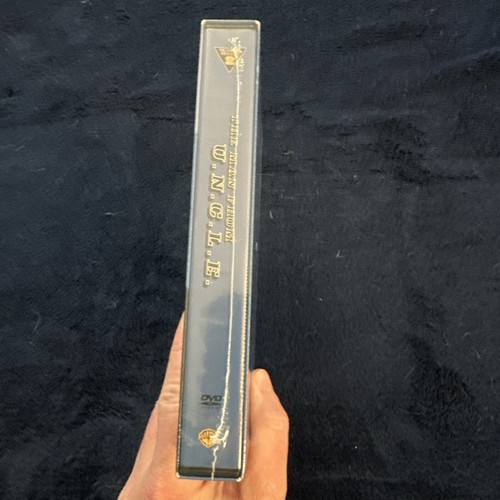 THE MAN FROM
U.N.C.L.E.
DVD